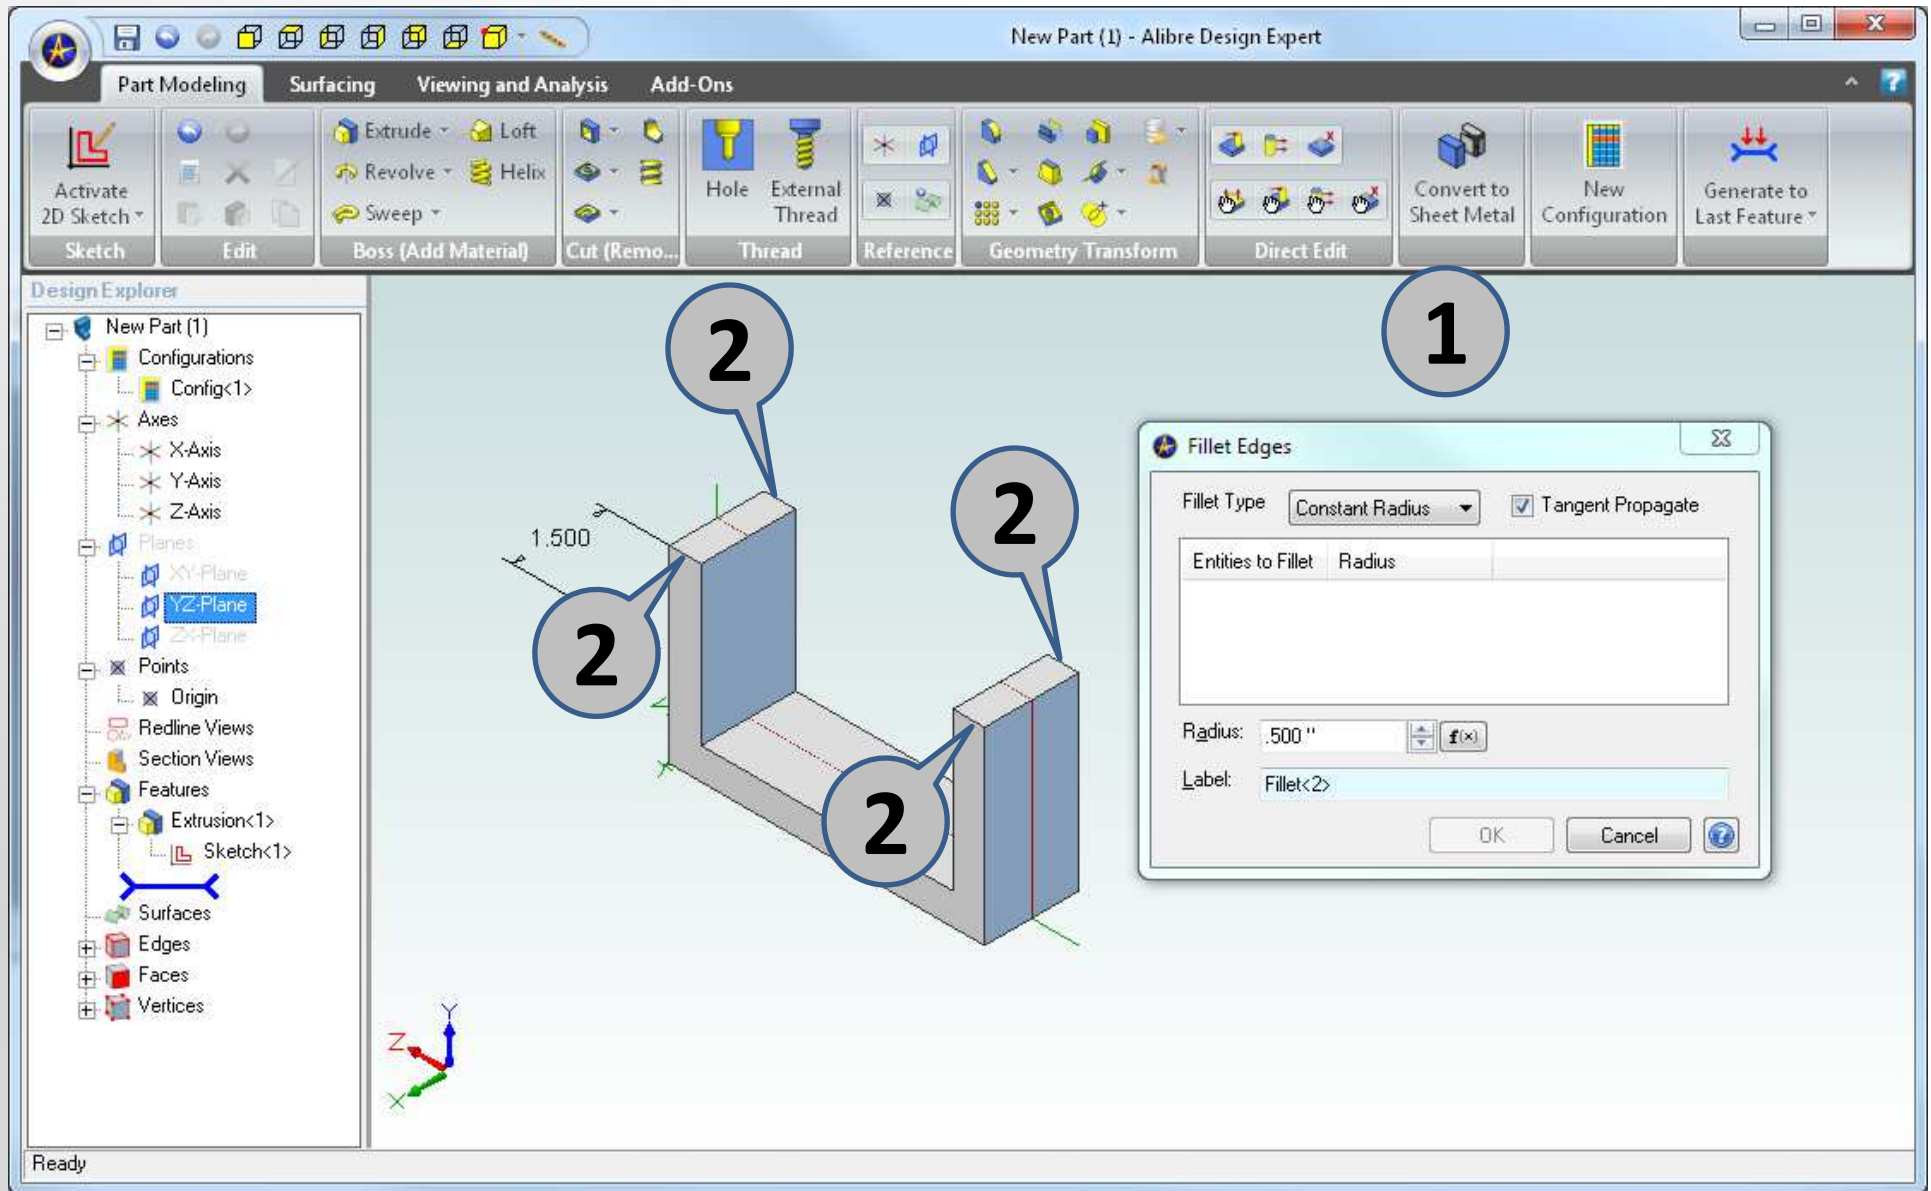 New Part (1) - Alibre Design Expert
Part Modeling Surfacing Viewing and Analysis Add-Ons
Activate
2D Sketch
Sketch
Edit
Extrude Loft
Revolve Helix
Sweep
Boss (Add Material)
Cut (Remo...
Hole
External
Thread
Thread
Reference
Geometry Transform
Direct Edit
Convert to
Sheet Metal
New
Configuration
Generate to
Last Feature
Design Explorer
New Part (1)
Configurations
Config<1>
Axes
X-Axis
Y-Axis
Z-Axis
Planes
XY-Plane
YZ-Plane
ZX-Plane
Points
Origin
Redline Views
Section Views
Features
Extrusion<1>
Sketch<1>
Surfaces
Edges
Faces
Vertices
1
2
2
2
2
1.500
Y
Z
X
Fillet Edges
Fillet Type Constant Radius Tangent Propagate
Entities to Fillet Radius
Radius: .500 " f(x)
Label: Fillet<2>
OK Cancel
Ready